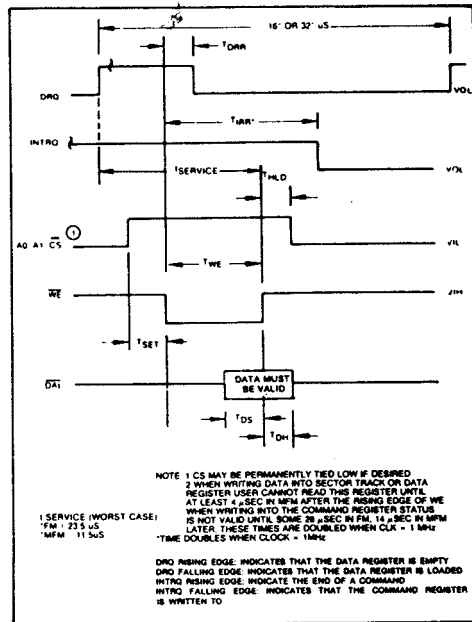 16* OR 32* uS
TDRR
DRQ
VOL
TIRR*
INTRQ
VOL
tSERVICE
THLD
1
A0 A1 CS
VIL
TWE
WE
VIH
TSET
DAL
DATA MUST
BE VALID
TDS
TDH
NOTE 1 CS MAY BE PERMANENTLY TIED LOW IF DESIRED
2 WHEN WRITING DATA INTO SECTOR TRACK OR DATA
REGISTER USER CANNOT READ THIS REGISTER UNTIL
AT LEAST 4 µSEC IN MFM AFTER THE RISING EDGE OF WE
WHEN WRITING INTO THE COMMAND REGISTER STATUS
IS NOT VALID UNTIL SOME 28 µSEC IN FM, 14 µSEC IN MFM
LATER. THESE TIMES ARE DOUBLED WHEN CLK = 1 MHz
*TIME DOUBLES WHEN CLOCK = 1MHz
SERVICE (WORST CASE)
*FM : 23 5 uS
*MFM 11 5uS
DRQ RISING EDGE: INDICATES THAT THE DATA REGISTER IS EMPTY
DRQ FALLING EDGE: INDICATES THAT THE DATA REGISTER IS LOADED
INTRQ RISING EDGE: INDICATE THE END OF A COMMAND
INTRQ FALLING EDGE: INDICATES THAT THE COMMAND REGISTER
IS WRITTEN TO